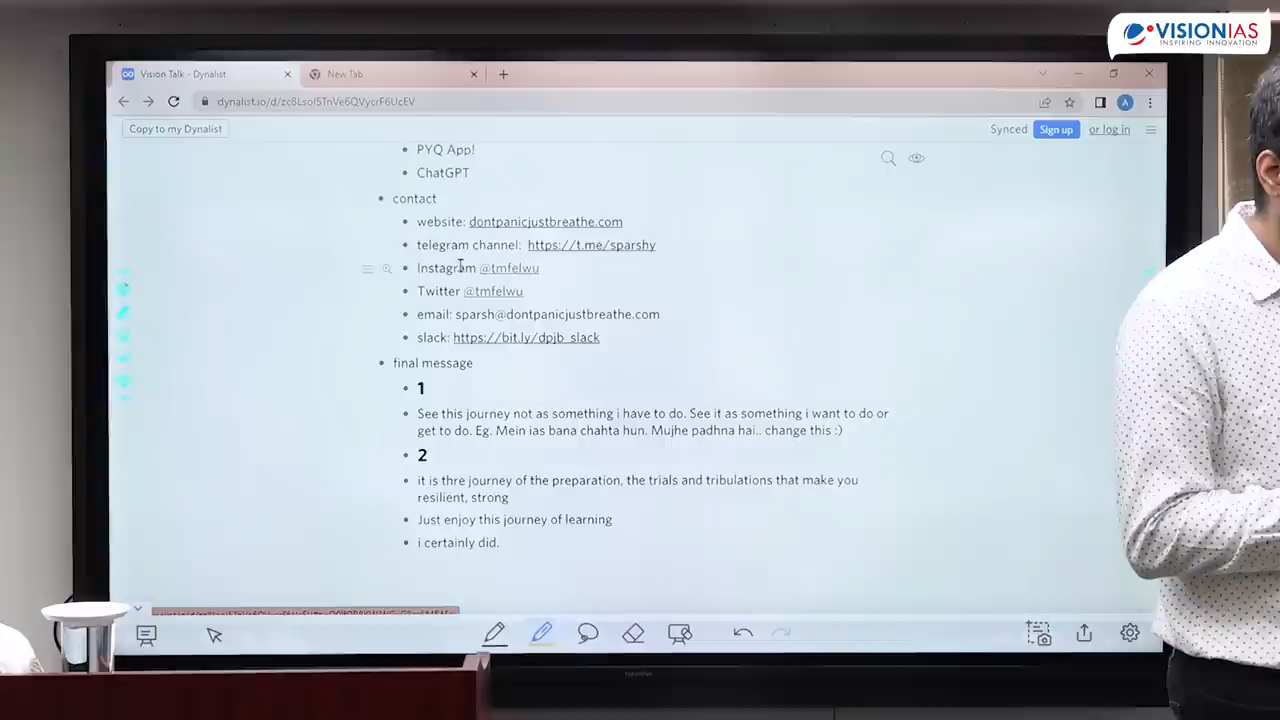 VISIONIAS
INSPIRING INNOVATION
Vision Talk - Dynalist
New Tab
dynalist.io/d/zc8LsoI5TnVe6QVycrF6UcEV
Copy to my Dynalist
Synced Sign up or log in
PYQ App!
ChatGPT
contact
website: dontpanicjustbreathe.com
telegram channel: https://t.me/sparshy
Instagram @tmfelwu
Twitter @tmfelwu
email: sparsh@dontpanicjustbreathe.com
slack: https://bit.ly/dpjb_slack
final message
1
See this journey not as something i have to do. See it as something i want to do or
get to do. Eg. Mein ias bana chahta hun. Mujhe padhna hai.. change this :)
2
it is thre journey of the preparation, the trials and tribulations that make you
resilient, strong
Just enjoy this journey of learning
i certainly did.